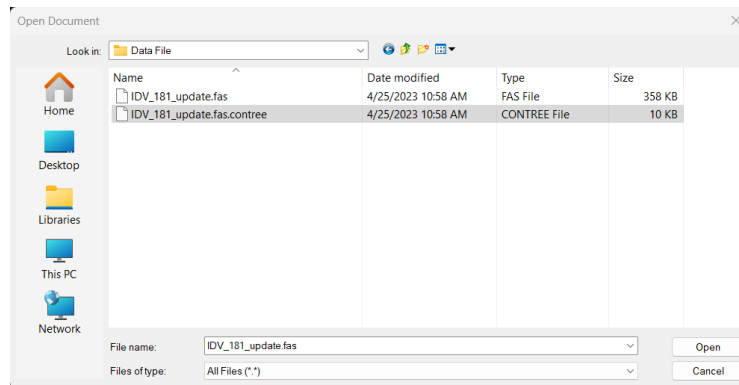 Open Document
Look in: Data File
Name Date modified Type Size
IDV_181_update.fas 4/25/2023 10:58 AM FAS File 358 KB
IDV_181_update.fas.contree 4/25/2023 10:58 AM CONTREE File 10 KB
Home
Desktop
Libraries
This PC
Network
File name: IDV_181_update.fas Open
Files of type: All Files (*.*) Cancel